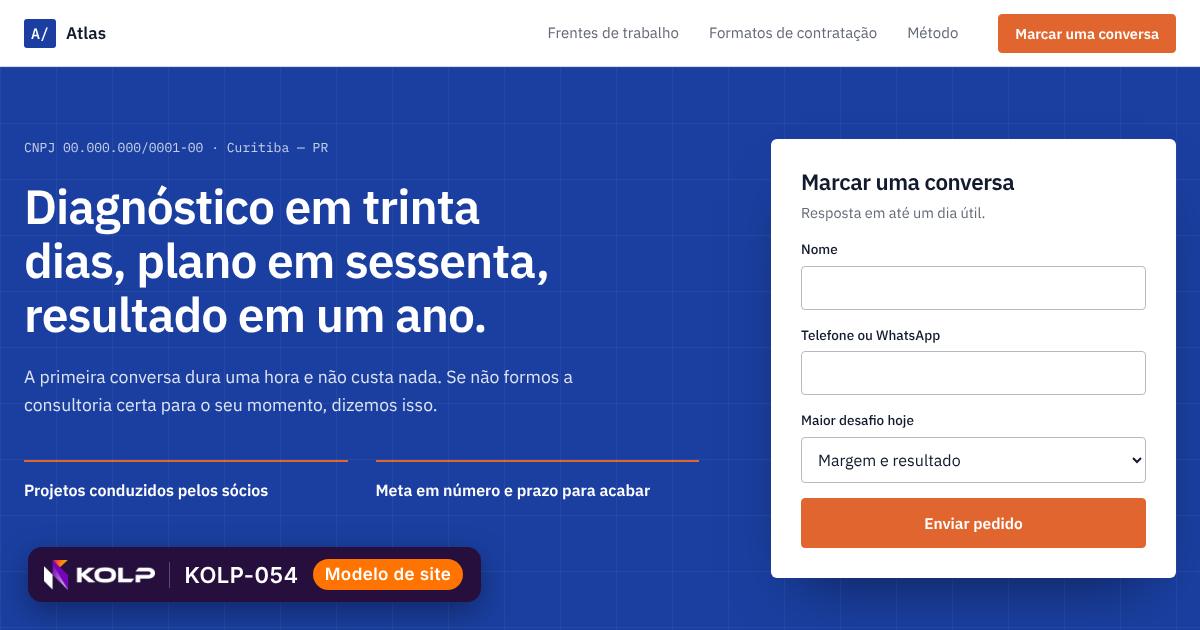 A/ Atlas
Frentes de trabalho
Formatos de contratação
Método
Marcar uma conversa
CNPJ 00.000.000/0001-00 · Curitiba — PR
Diagnóstico em trinta
dias, plano em sessenta,
resultado em um ano.
A primeira conversa dura uma hora e não custa nada. Se não formos a
consultoria certa para o seu momento, dizemos isso.
Projetos conduzidos pelos sócios
Meta em número e prazo para acabar
Marcar uma conversa
Resposta em até um dia útil.
Nome
Telefone ou WhatsApp
Maior desafio hoje
Margem e resultado
Enviar pedido
KOLP KOLP-054 Modelo de site